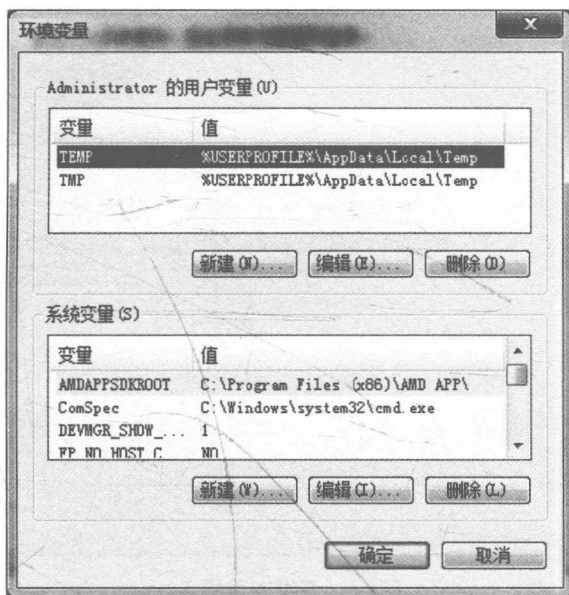 环境变量
Administrator 的用户变量(U)
变量 值
TEMP %USERPROFILE%\AppData\Local\Temp
TMP %USERPROFILE%\AppData\Local\Temp
新建(N)... 编辑(E)... 删除(D)
系统变量(S)
变量 值
AMDAPPSDKROOT C:\Program Files (x86)\AMD APP\
ComSpec C:\Windows\system32\cmd.exe
DEVMGR_SHOW_... 1
FP_NO_HOST_C... NO
新建(W)... 编辑(I)... 删除(L)
确定 取消